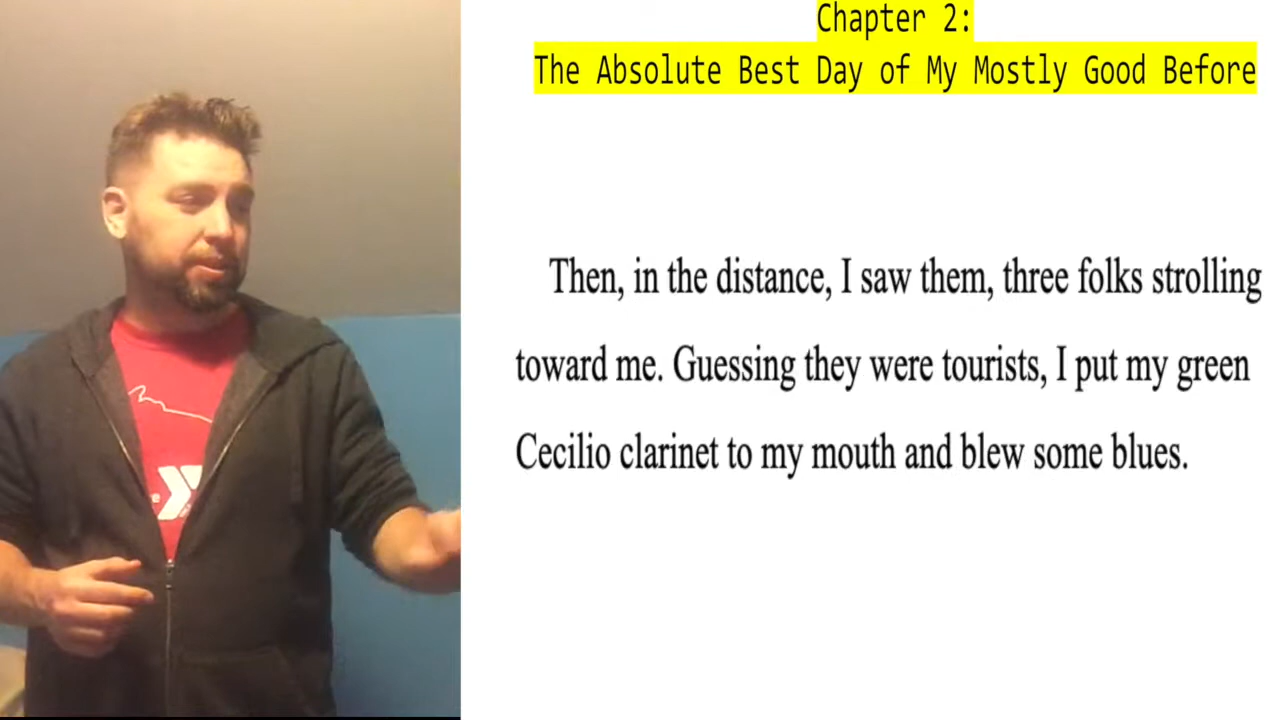 Chapter 2:
The Absolute Best Day of My Mostly Good Before
Then, in the distance, I saw them, three folks strolling
toward me. Guessing they were tourists, I put my green
Cecilio clarinet to my mouth and blew some blues.